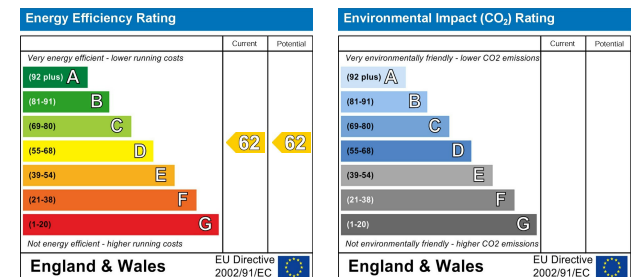 Energy Efficiency Rating
Current Potential
Very energy efficient - lower running costs
(92 plus) A
(81-91) B
(69-80) C
(55-68) D
62 62
(39-54) E
(21-38) F
(1-20) G
Not energy efficient - higher running costs
England & Wales
EU Directive
2002/91/EC
Environmental Impact (CO₂) Rating
Current Potential
Very environmentally friendly - lower CO2 emissions
(92 plus) A
(81-91) B
(69-80) C
(55-68) D
(39-54) E
(21-38) F
(1-20) G
Not environmentally friendly - higher CO2 emissions
England & Wales
EU Directive
2002/91/EC